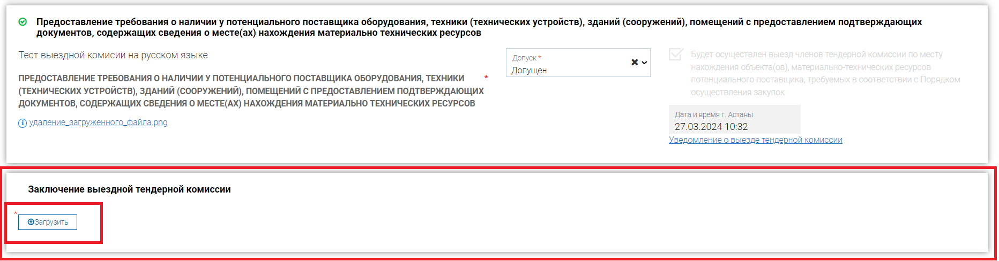 Предоставление требования о наличии у потенциального поставщика оборудования, техники (технических устройств), зданий (сооружений), помещений с предоставлением подтверждающих
документов, содержащих сведения о месте(ах) нахождения материально технических ресурсов
Тест выездной комисии на русском языке
ПРЕДОСТАВЛЕНИЕ ТРЕБОВАНИЯ О НАЛИЧИИ У ПОТЕНЦИАЛЬНОГО ПОСТАВЩИКА ОБОРУДОВАНИЯ, ТЕХНИКИ *
(ТЕХНИЧЕСКИХ УСТРОЙСТВ), ЗДАНИЙ (СООРУЖЕНИЙ), ПОМЕЩЕНИЙ С ПРЕДОСТАВЛЕНИЕМ ПОДТВЕРЖДАЮЩИХ
ДОКУМЕНТОВ, СОДЕРЖАЩИХ СВЕДЕНИЯ О МЕСТЕ(АХ) НАХОЖДЕНИЯ МАТЕРИАЛЬНО ТЕХНИЧЕСКИХ РЕСУРСОВ
удаление_загруженного_файла.png
Допуск *
Допущен
Будет осуществлен выезд членов тендерной комиссии по месту
нахождения объекта(ов), материально-технических ресурсов
потенциального поставщика, требуемых в соответствии с Порядком
осуществления закупок
Дата и время г. Астаны
27.03.2024 10:32
Уведомление о выезде тендерной комиссии
Заключение выездной тендерной комиссии
*
Загрузить